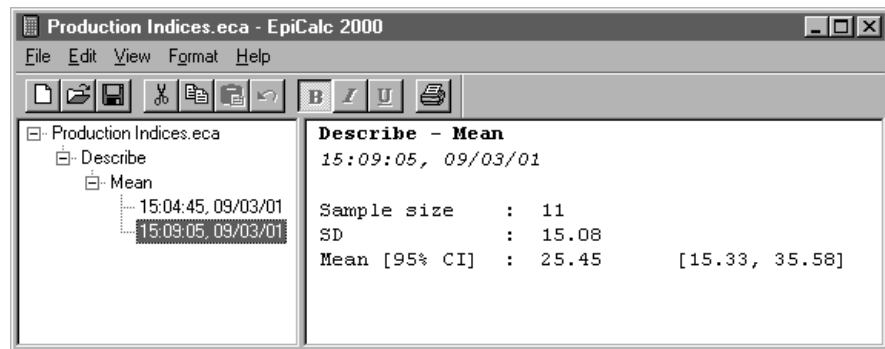 Production Indices.eca - EpiCalc 2000
File Edit View Format Help
B I U
Production Indices.eca
Describe
Mean
15:04:45, 09/03/01
15:09:05, 09/03/01
Describe - Mean
15:09:05, 09/03/01
Sample size : 11
SD : 15.08
Mean [95% CI] : 25.45 [15.33, 35.58]